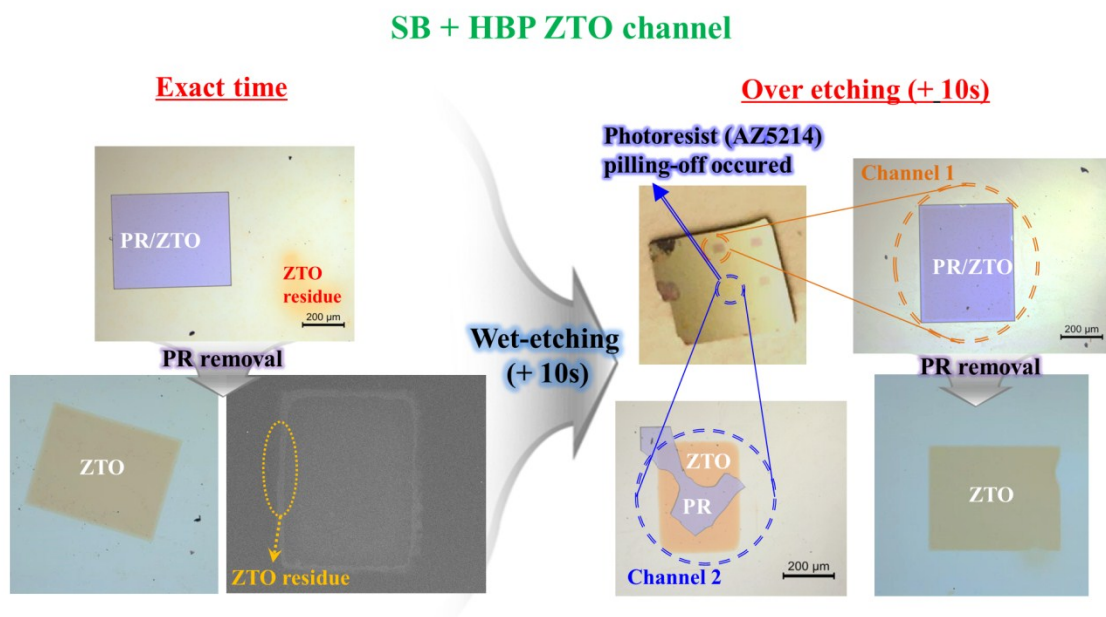 SB + HBP ZTO channel
Exact time
PR/ZTO
ZTO
residue
200 µm
PR removal
ZTO
ZTO residue
Wet-etching
(+ 10s)
Over etching (+ 10s)
Photoresist (AZ5214)
pilling-off occured
Channel 1
PR/ZTO
200 µm
PR removal
ZTO
PR
Channel 2
200 µm
ZTO